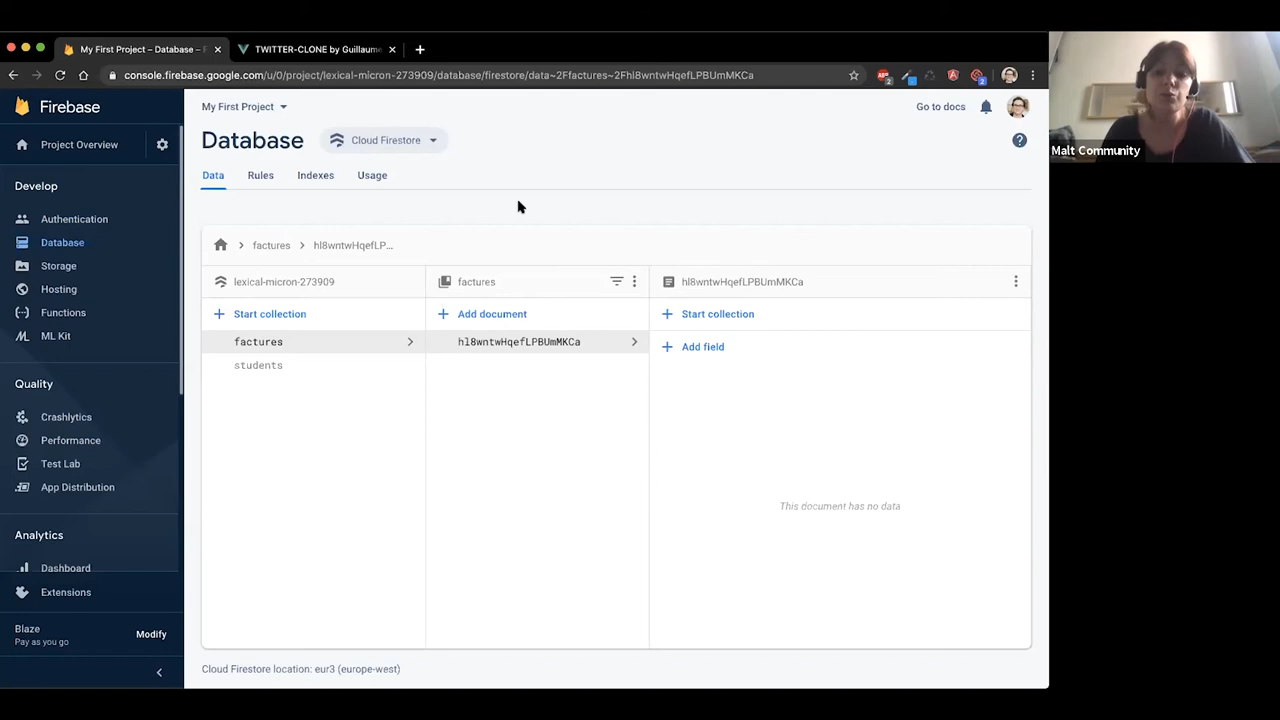 My First Project – Database – F
TWITTER-CLONE by Guillaume
console.firebase.google.com/u/0/project/lexical-micron-273909/database/firestore/data~2Ffactures~2Fhl8wntwHqefLPBUmMKCa
2
2
Malt Community
Firebase
Project Overview
Develop
Authentication
Database
Storage
Hosting
Functions
ML Kit
Quality
Crashlytics
Performance
Test Lab
App Distribution
Analytics
Dashboard
Extensions
Blaze
Pay as you go
Modify
My First Project
Go to docs
Database
Cloud Firestore
Data Rules Indexes Usage
factures hl8wntwHqefLP...
lexical-micron-273909
Start collection
factures
students
factures
Add document
hl8wntwHqefLPBUmMKCa
hl8wntwHqefLPBUmMKCa
Start collection
Add field
This document has no data
Cloud Firestore location: eur3 (europe-west)